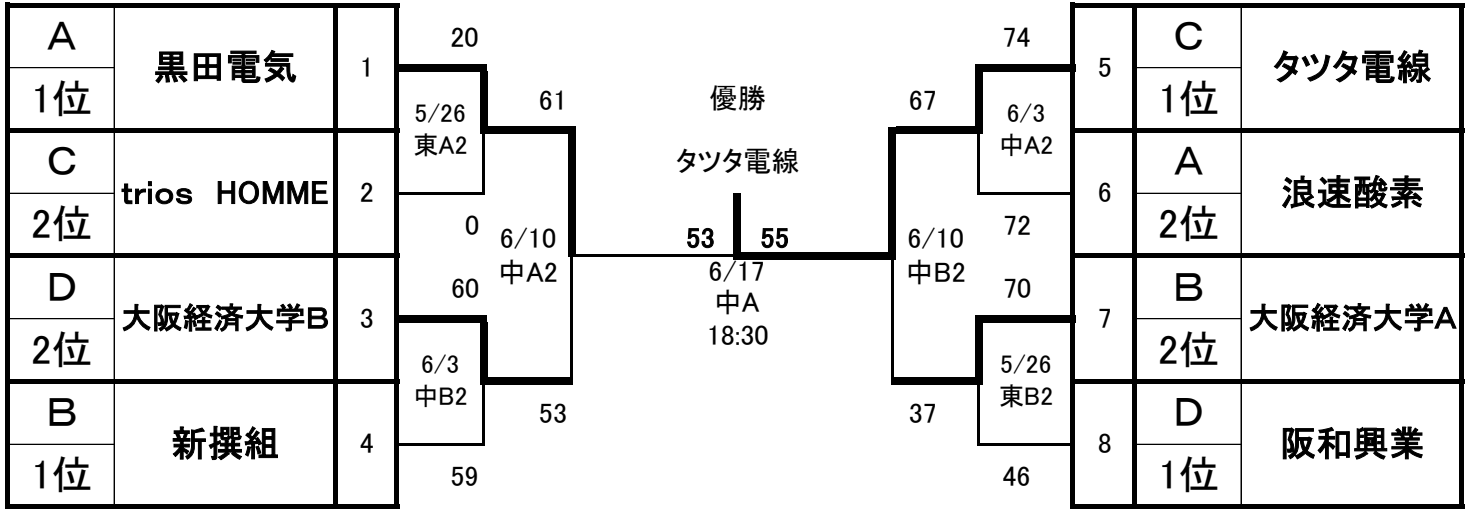 A
1位
黒田電気
1
C
2位
trios HOMME
2
D
2位
大阪経済大学B
3
B
1位
新撰組
4
20
5/26
東A2
0
60
6/3
中B2
59
61
6/10
中A2
53
優勝
タツタ電線
53 55
6/17
中A
18:30
67
6/10
中B2
37
74
6/3
中A2
72
70
5/26
東B2
46
5
C
1位
タツタ電線
6
A
2位
浪速酸素
7
B
2位
大阪経済大学A
8
D
1位
阪和興業